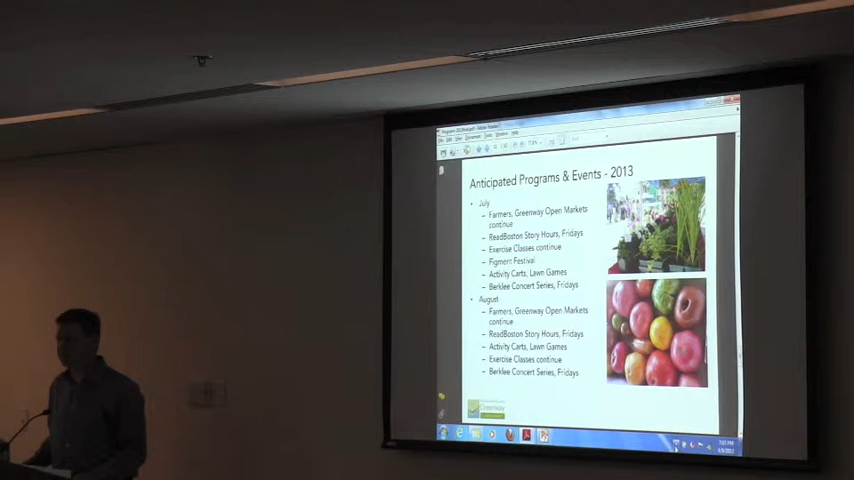 Anticipated Programs & Events - 2013
• July
– Farmers, Greenway Open Markets
continue
– ReadBoston Story Hours, Fridays
– Exercise Classes continue
– Figment Festival
– Activity Carts, Lawn Games
– Berklee Concert Series, Fridays
• August
– Farmers, Greenway Open Markets
continue
– ReadBoston Story Hours, Fridays
– Activity Carts, Lawn Games
– Exercise Classes continue
– Berklee Concert Series, Fridays
Greenway